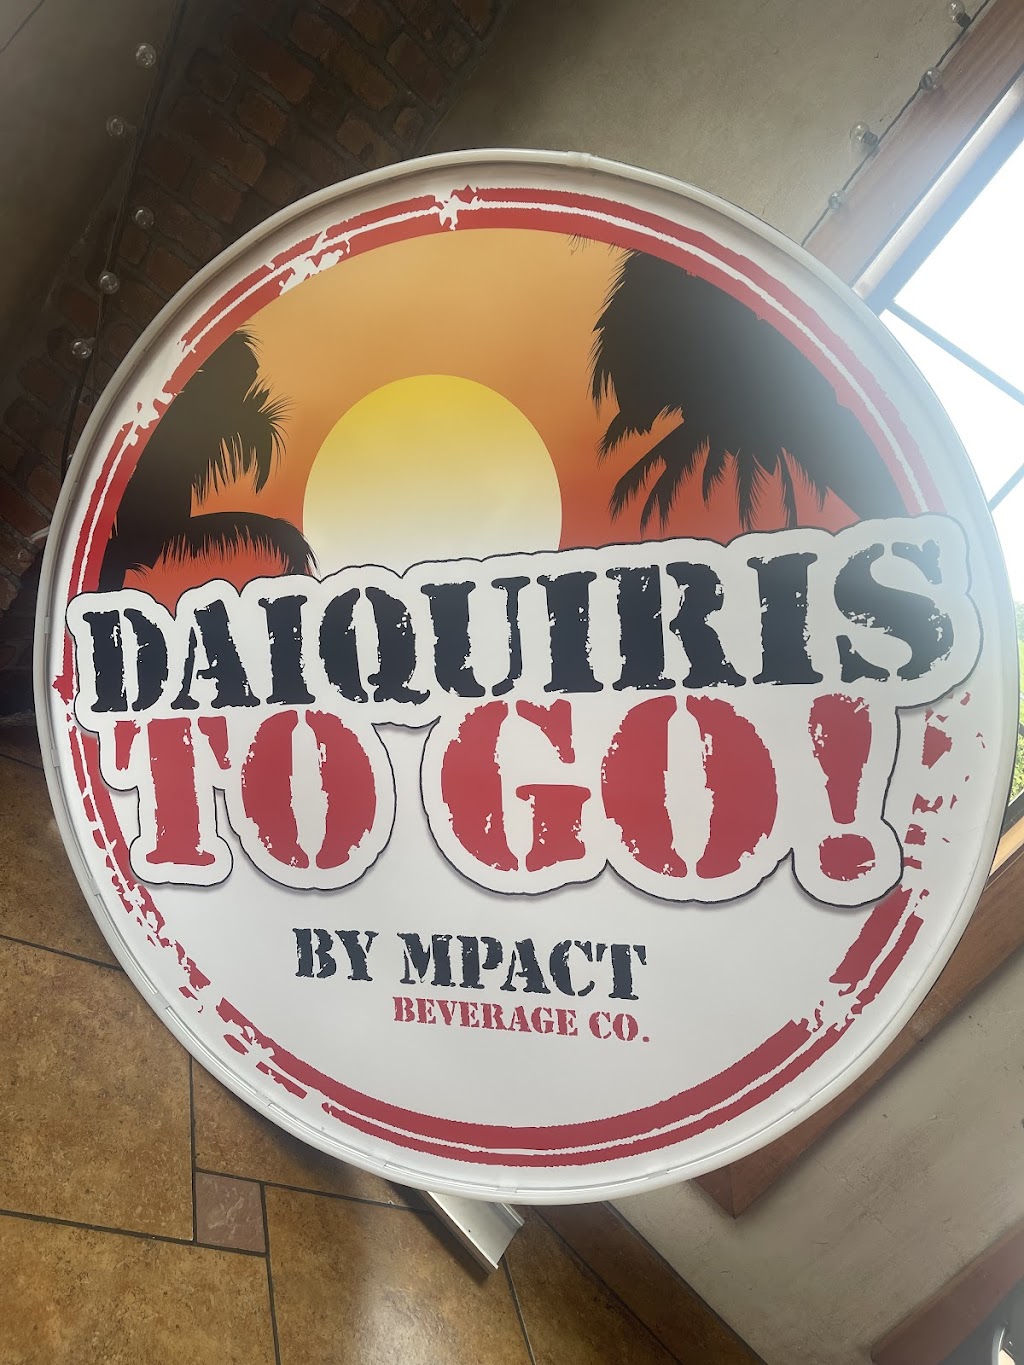 DAIQUIRIS
TO GO!
BY MPACT
BEVERAGE CO.